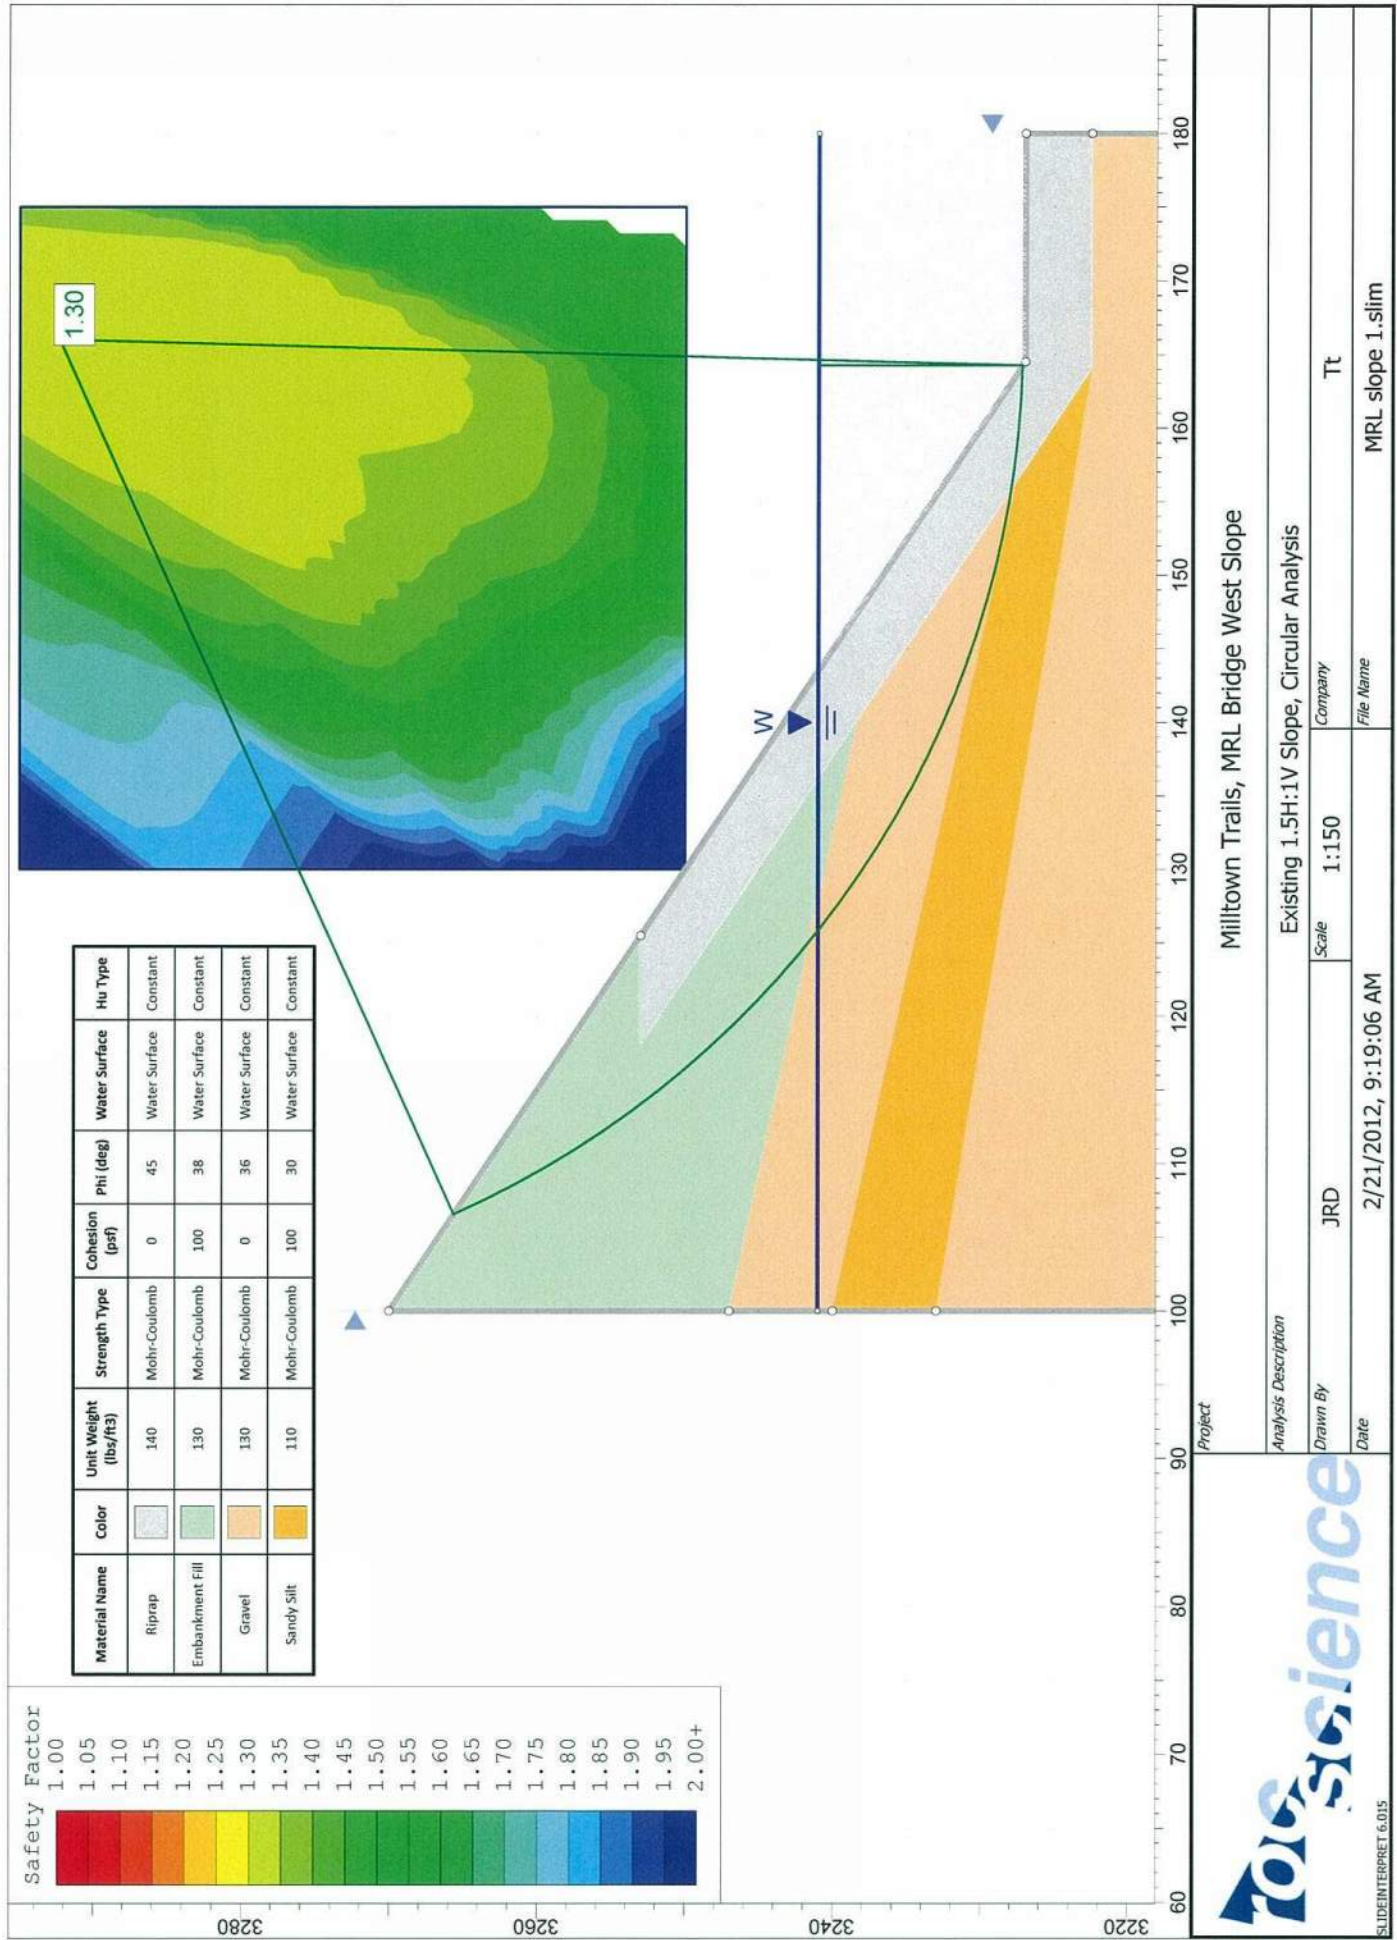 Safety Factor
1.00
1.05
1.10
1.15
1.20
1.25
1.30
1.35
1.40
1.45
1.50
1.55
1.60
1.65
1.70
1.75
1.80
1.85
1.90
1.95
2.00+
Material Name Color Unit Weight (lbs/ft3) Strength Type Cohesion (psf) Phi (deg) Water Surface Hu Type
Riprap 140 Mohr-Coulomb 0 45 Water Surface Constant
Embankment Fill 130 Mohr-Coulomb 100 38 Water Surface Constant
Gravel 130 Mohr-Coulomb 0 36 Water Surface Constant
Sandy Silt 110 Mohr-Coulomb 100 30 Water Surface Constant
1.30
W
3280
3260
3240
3220
60 70 80 90 100 110 120 130 140 150 160 170 180
rocscience
SLIDEINTERPRET 6.015
Project
Milltown Trails, MRL Bridge West Slope
Analysis Description
Existing 1.5H:1V Slope, Circular Analysis
Drawn By JRD Scale 1:150 Company Tt
Date 2/21/2012, 9:19:06 AM File Name MRL slope 1.slim